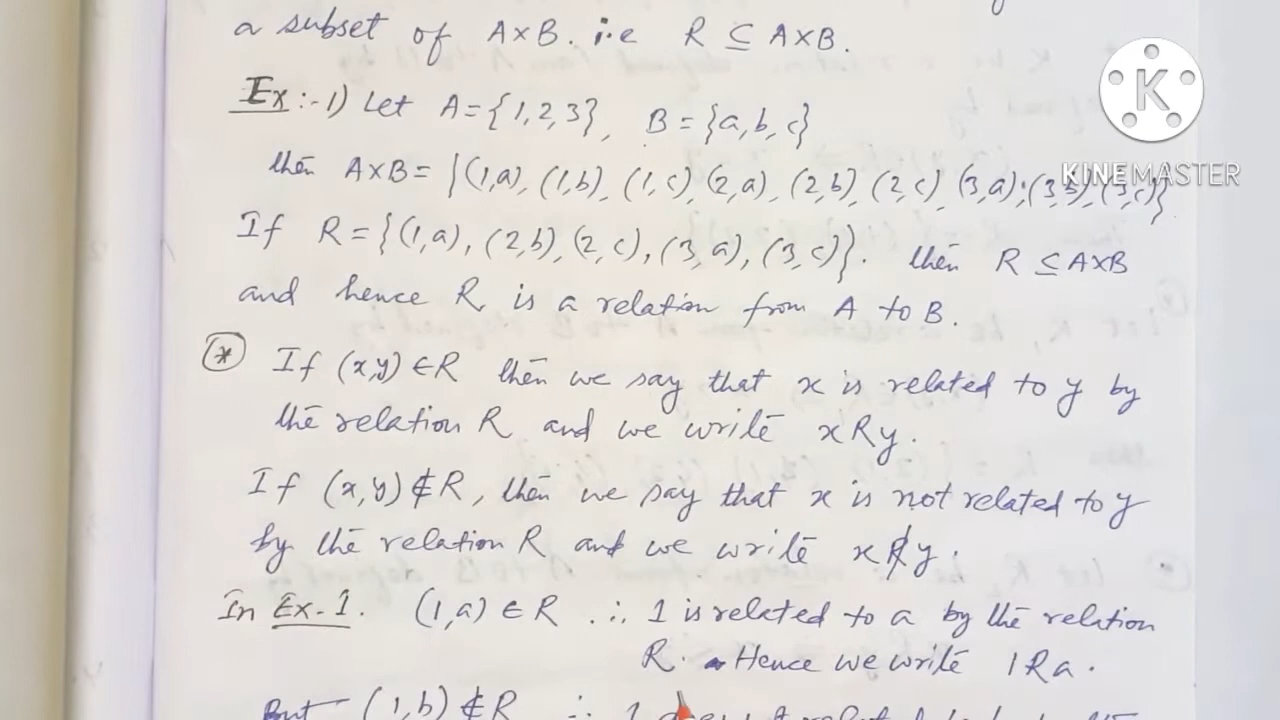 a subset of A×B. i.e R ⊆ A×B.
Ex:-1) Let A={1,2,3}, B={a,b,c}
then A×B= {(1,a), (1,b), (1,c), (2,a), (2,b), (2,c), (3,a), (3,b), (3,c)}
If R={(1,a), (2,b), (2,c), (3,a), (3,c)}. then R ⊆ A×B
and hence R is a relation from A to B.
* If (x,y) ∈ R then we say that x is related to y by
the relation R and we write xRy.
If (x,y) ∉ R, then we say that x is not related to y
by the relation R and we write xR̸y.
In Ex-1. (1,a) ∈ R ∴ 1 is related to a by the relation
R. Hence we write 1Ra.
But (1,b) ∉ R ∴ 1
K
KINEMASTER